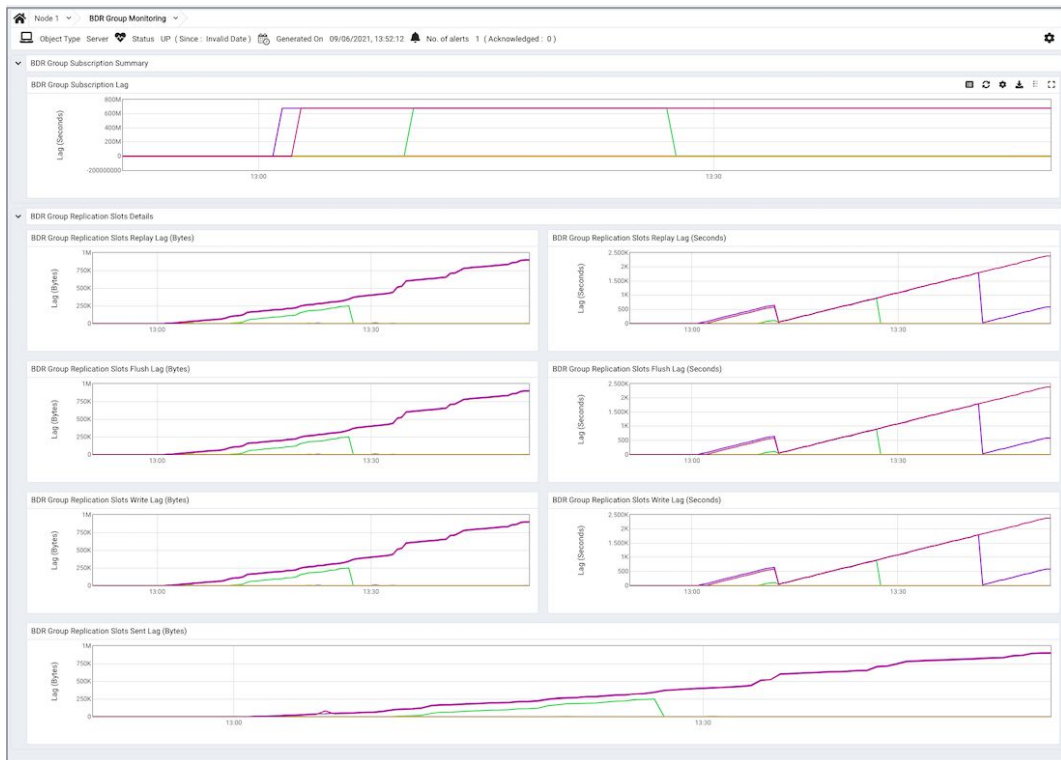 Node 1 BDR Group Monitoring
Object Type Server Status UP ( Since : Invalid Date ) Generated On 09/06/2021, 13:52:12 No. of alerts 1 ( Acknowledged : 0 )
BDR Group Subscription Summary
BDR Group Subscription Lag
Lag (Seconds)
800M
600M
400M
200M
0
-200000000
13:00 13:30
BDR Group Replication Slots Details
BDR Group Replication Slots Replay Lag (Bytes)
Lag (Bytes)
1M
750K
500K
250K
0
13:00 13:30
BDR Group Replication Slots Replay Lag (Seconds)
Lag (Seconds)
2.500K
2K
1.500K
1K
500
0
13:00 13:30
BDR Group Replication Slots Flush Lag (Bytes)
Lag (Bytes)
1M
750K
500K
250K
0
13:00 13:30
BDR Group Replication Slots Flush Lag (Seconds)
Lag (Seconds)
2.500K
2K
1.500K
1K
500
0
13:00 13:30
BDR Group Replication Slots Write Lag (Bytes)
Lag (Bytes)
1M
750K
500K
250K
0
13:00 13:30
BDR Group Replication Slots Write Lag (Seconds)
Lag (Seconds)
2.500K
2K
1.500K
1K
500
0
13:00 13:30
BDR Group Replication Slots Sent Lag (Bytes)
Lag (Bytes)
1M
750K
500K
250K
0
13:00 13:30